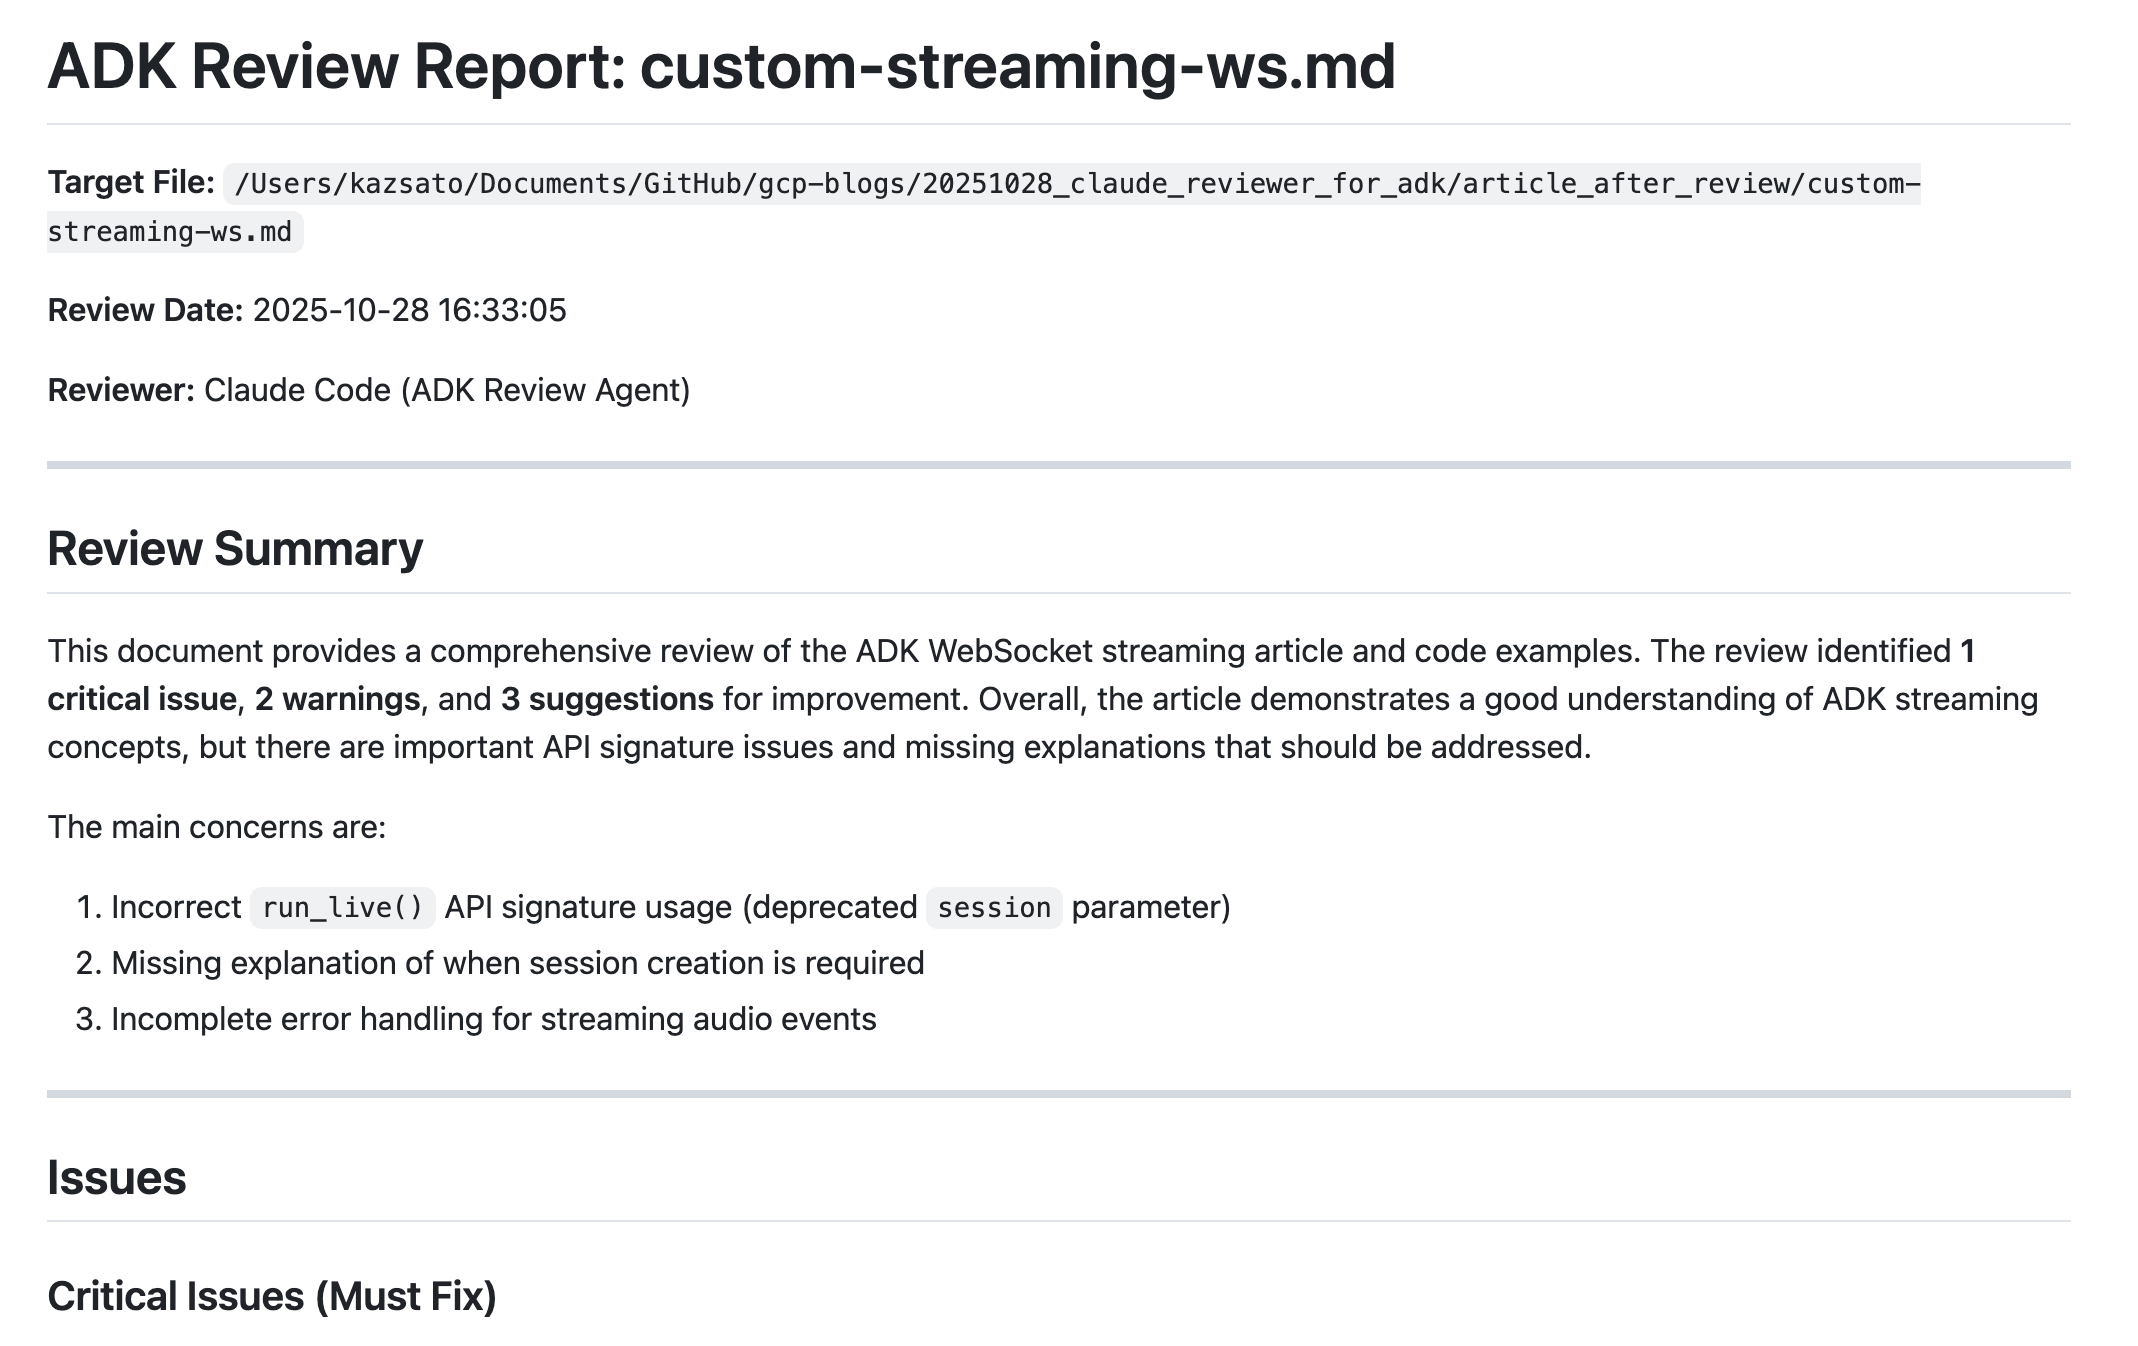 ADK Review Report: custom-streaming-ws.md
Target File: /Users/kazsato/Documents/GitHub/gcp-blogs/20251028_claude_reviewer_for_adk/article_after_review/custom-
streaming-ws.md
Review Date: 2025-10-28 16:33:05
Reviewer: Claude Code (ADK Review Agent)
Review Summary
This document provides a comprehensive review of the ADK WebSocket streaming article and code examples. The review identified 1
critical issue, 2 warnings, and 3 suggestions for improvement. Overall, the article demonstrates a good understanding of ADK streaming
concepts, but there are important API signature issues and missing explanations that should be addressed.
The main concerns are:
1. Incorrect run_live() API signature usage (deprecated session parameter)
2. Missing explanation of when session creation is required
3. Incomplete error handling for streaming audio events
Issues
Critical Issues (Must Fix)